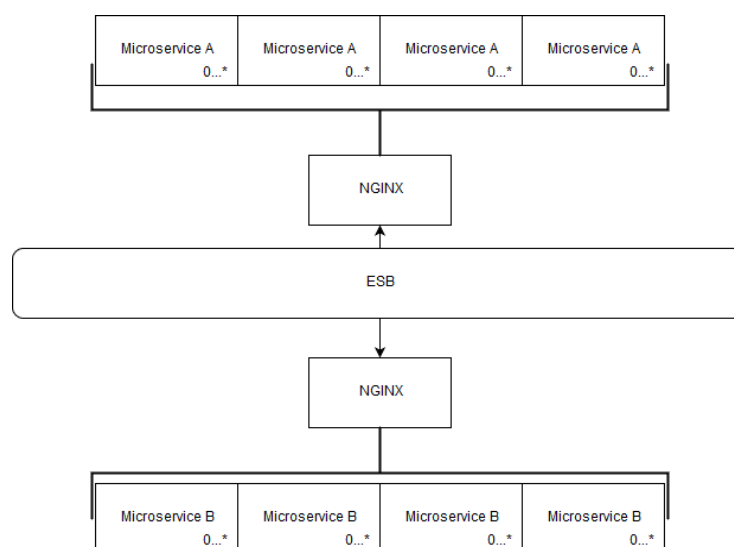 Microservice A Microservice A Microservice A Microservice A
0...* 0...* 0...* 0...*
NGINX
ESB
NGINX
Microservice B Microservice B Microservice B Microservice B
0...* 0...* 0...* 0...*